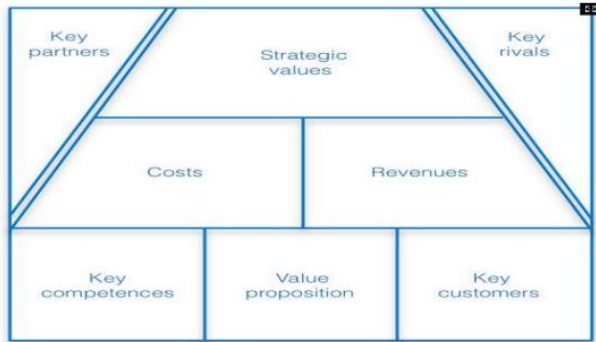 Key
partners
Strategic
values
Key
rivals
Costs
Revenues
Key
competences
Value
proposition
Key
customers